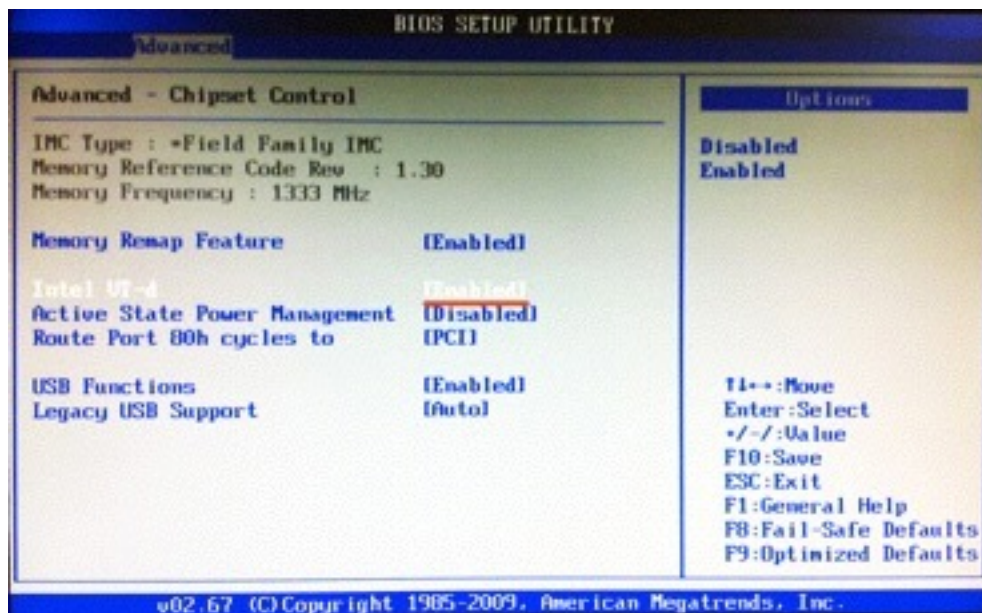 BIOS SETUP UTILITY
Advanced
Advanced - Chipset Control
IMC Type : *Field Family IMC
Memory Reference Code Rev : 1.30
Memory Frequency : 1333 MHz
Memory Remap Feature [Enabled]
Intel VT-d [Enabled]
Active State Power Management [Disabled]
Route Port 80h cycles to [PCI]
USB Functions [Enabled]
Legacy USB Support [Auto]
Options
Disabled
Enabled
↑↓←→:Move
Enter:Select
+/-/:Value
F10:Save
ESC:Exit
F1:General Help
F8:Fail-Safe Defaults
F9:Optimized Defaults
v02.67 (C)Copyright 1985-2009, American Megatrends, Inc.